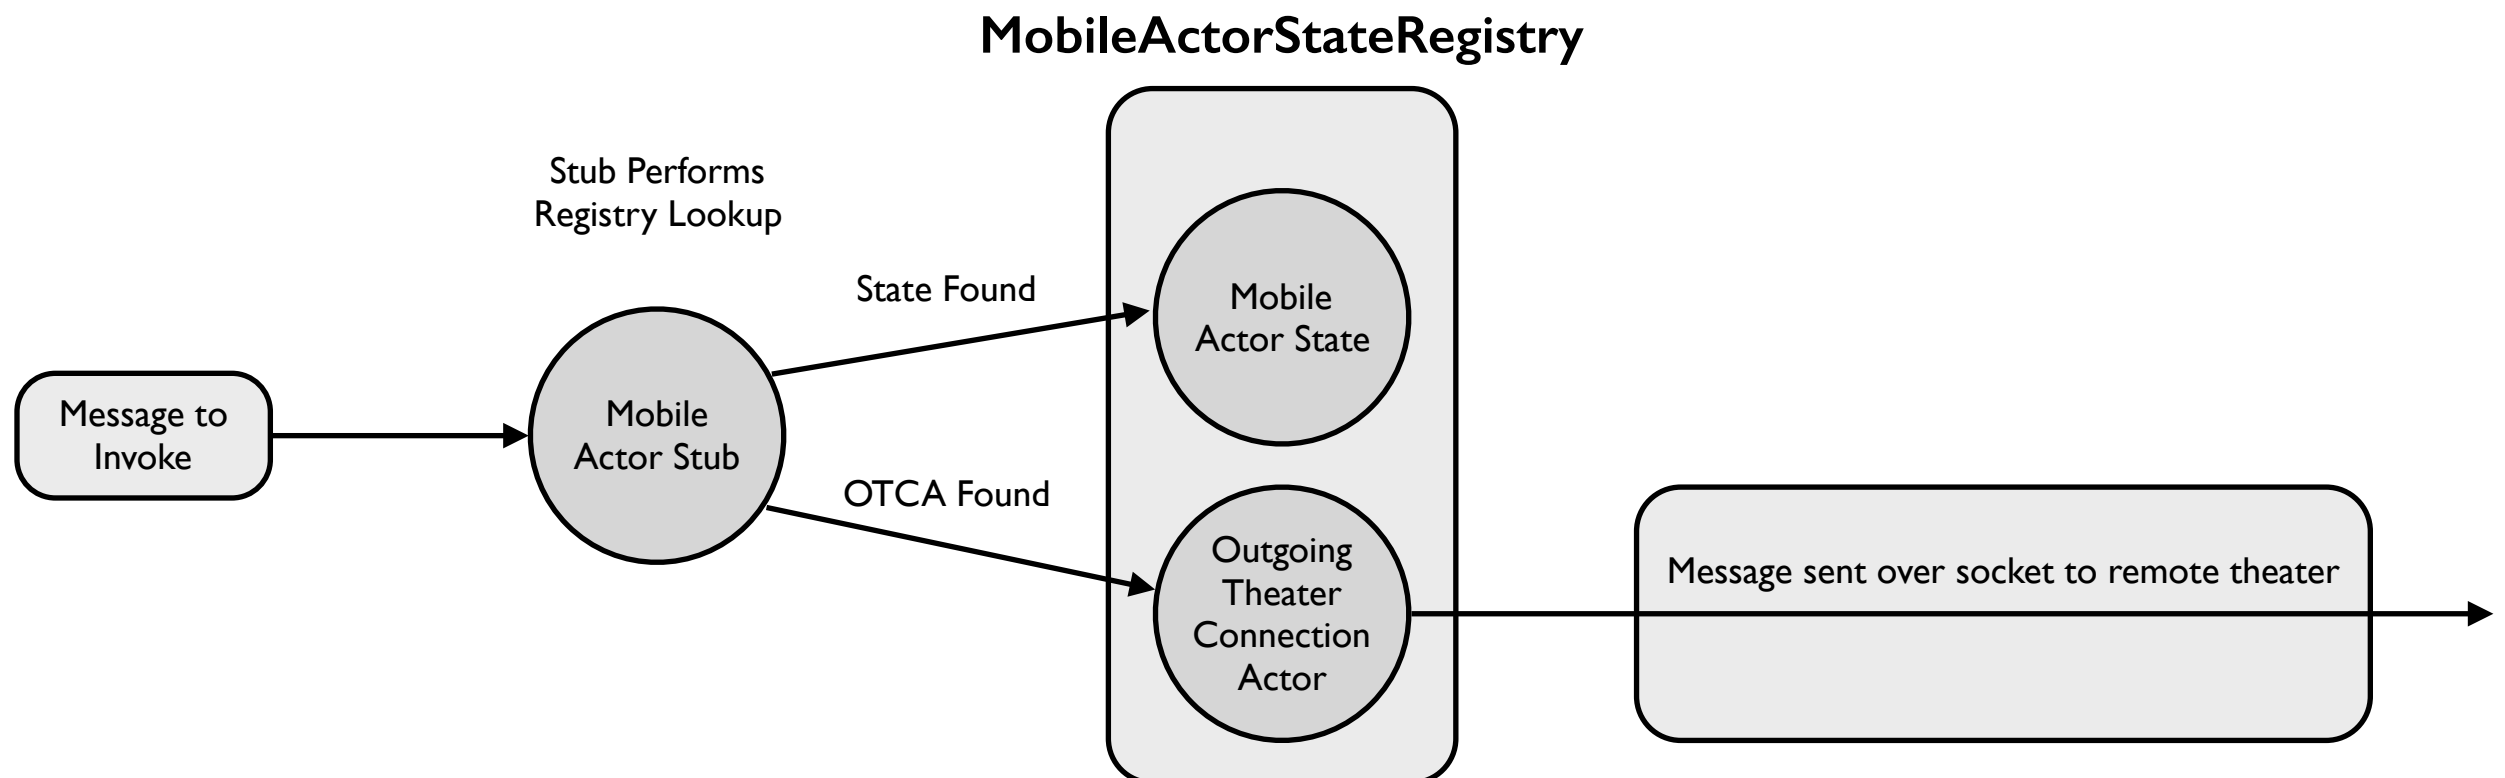 MobileActorStateRegistry
Stub Performs
Registry Lookup
State Found
Mobile
Actor State
Message to
Invoke
Mobile
Actor Stub
OTCA Found
Outgoing
Theater
Connection
Actor
Message sent over socket to remote theater